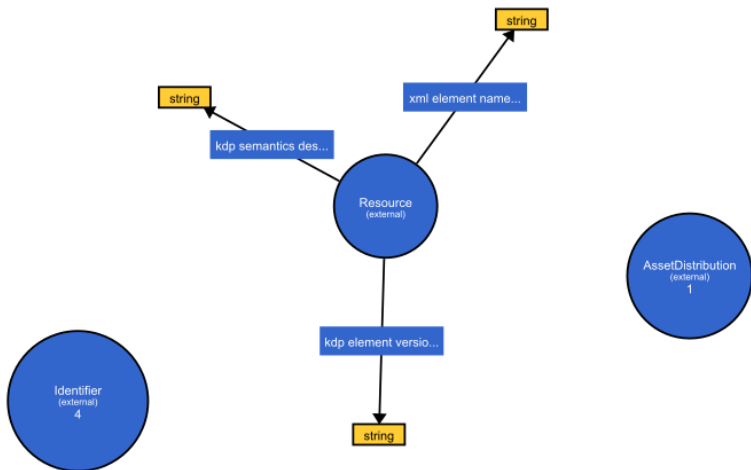 string
string
xml element name...
kdp semantics des...
Resource
(external)
AssetDistribution
(external)
1
kdp element versio...
Identifier
(external)
4
string